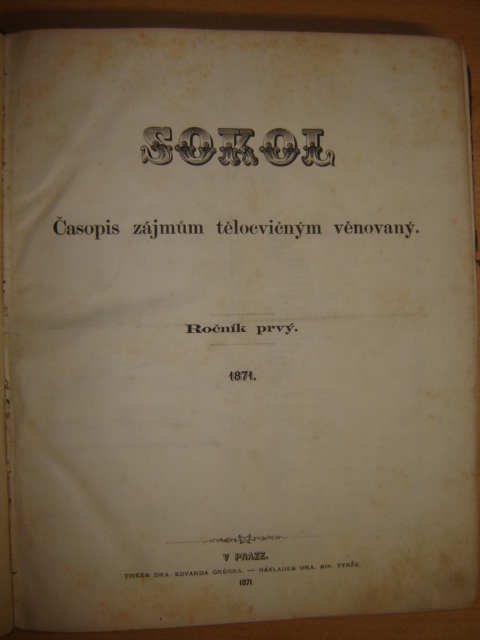 SOKOL
Časopis zájmům tělocvičným věnovaný.
Ročník prvý.
1871.
V PRAZE.
TISKEM DRA. EDVARDA GRÉGRA. — NÁKLADEM DRA. MIR. TYRŠE.
1871